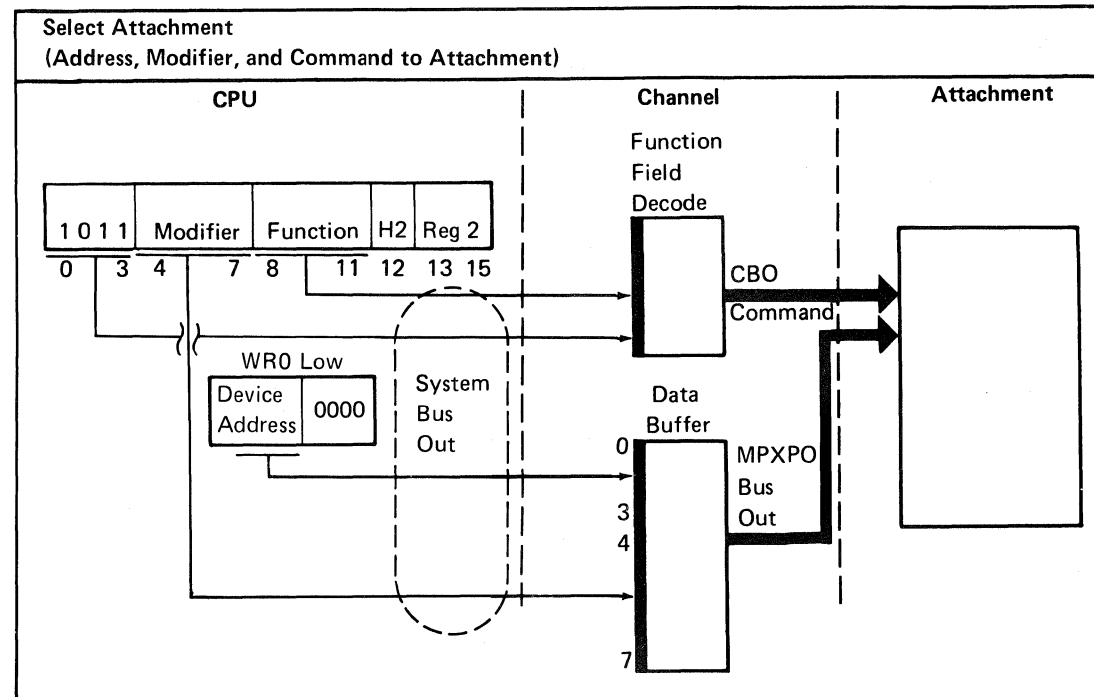 Select Attachment
(Address, Modifier, and Command to Attachment)
CPU
Channel
Attachment
Function
Field
Decode
1 0 1 1 Modifier Function H2 Reg 2
0 3 4 7 8 11 12 13 15
CBO
Command
WR0 Low
Device
Address
0000
System
Bus
Out
Data
Buffer
0
3
4
7
MPXPO
Bus
Out